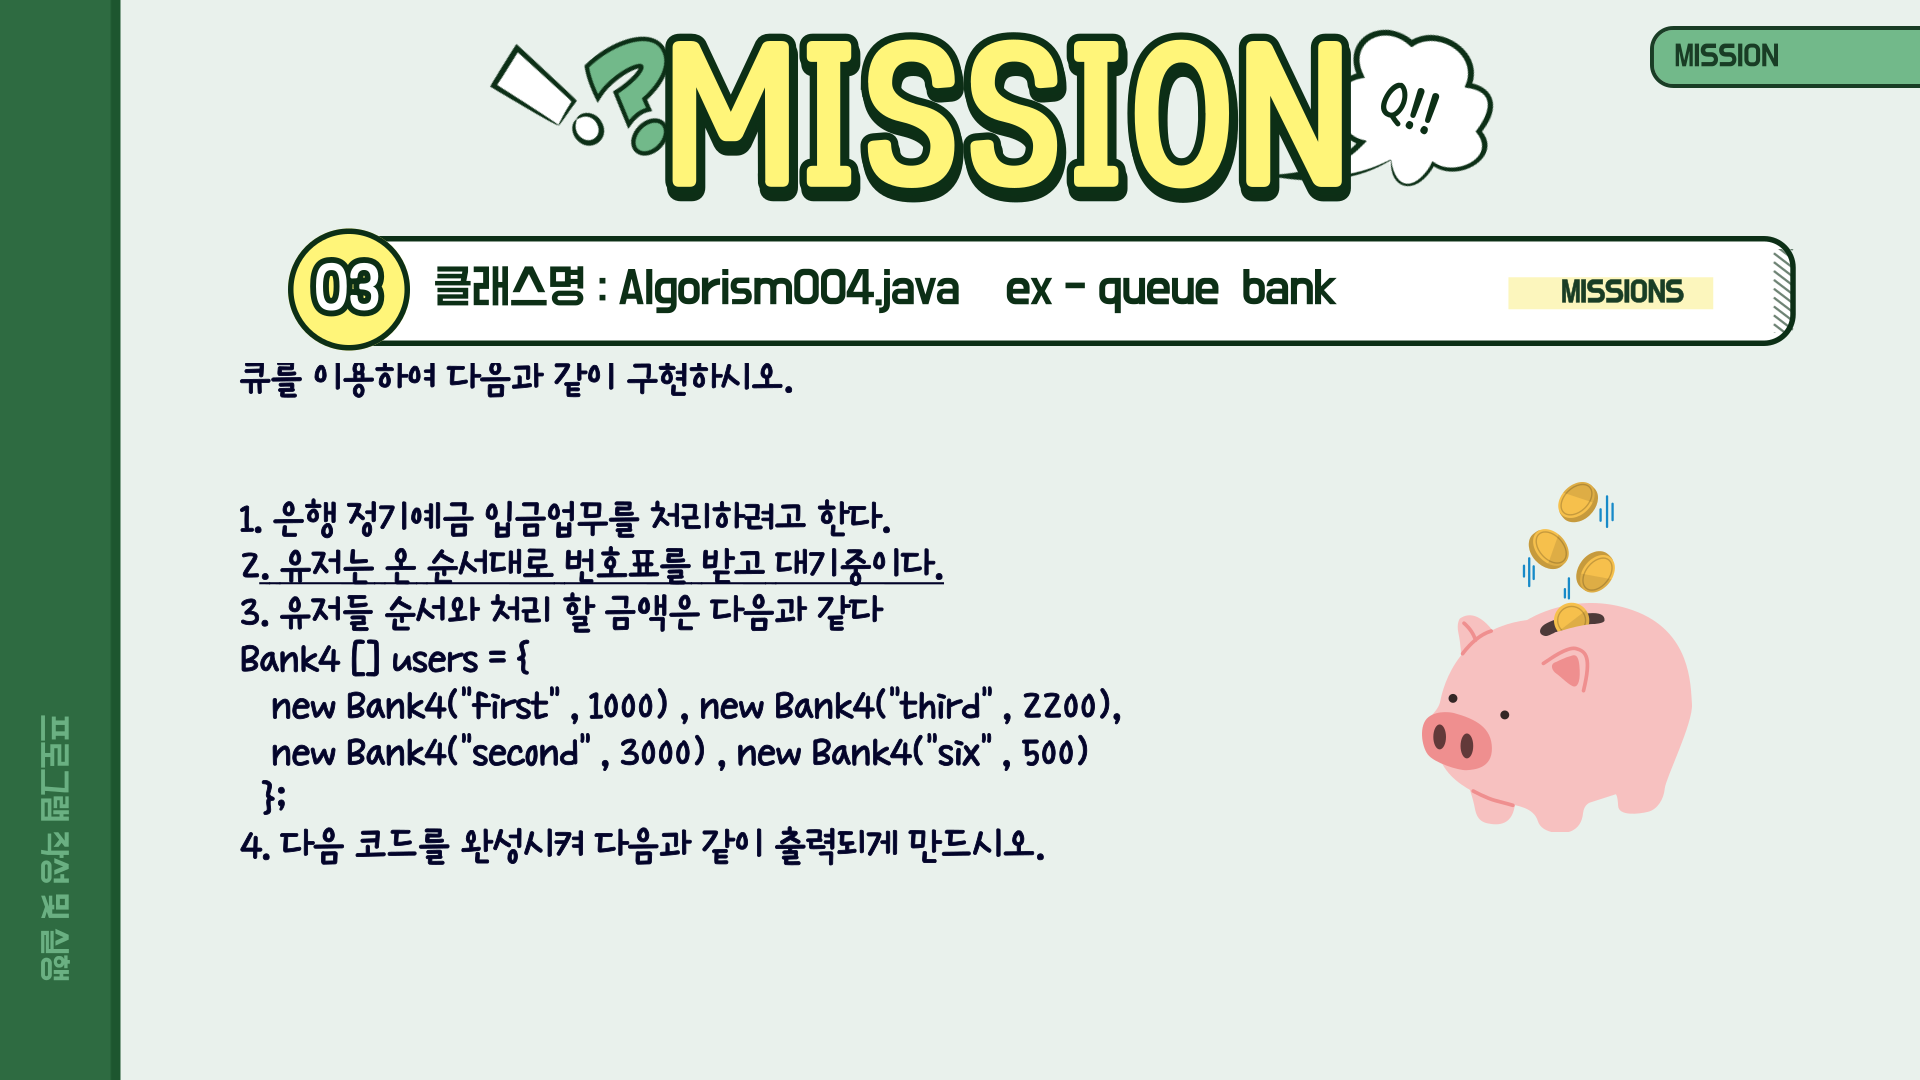 !?
MISSION
Q!!
MISSION
03
클래스명 : Algorism004.java ex - queue bank
MISSIONS
큐를 이용하여 다음과 같이 구현하시오.
1. 은행 정기예금 입금업무를 처리하려고 한다.
2. 유저는 온 순서대로 번호표를 받고 대기중이다.
3. 유저들 순서와 처리 할 금액은 다음과 같다
Bank4 [] users = {
new Bank4("first" , 1000) , new Bank4("third" , 2200),
new Bank4("second" , 3000) , new Bank4("six" , 500)
};
4. 다음 코드를 완성시켜 다음과 같이 출력되게 만드시오.
프로그램 작성 및 실행